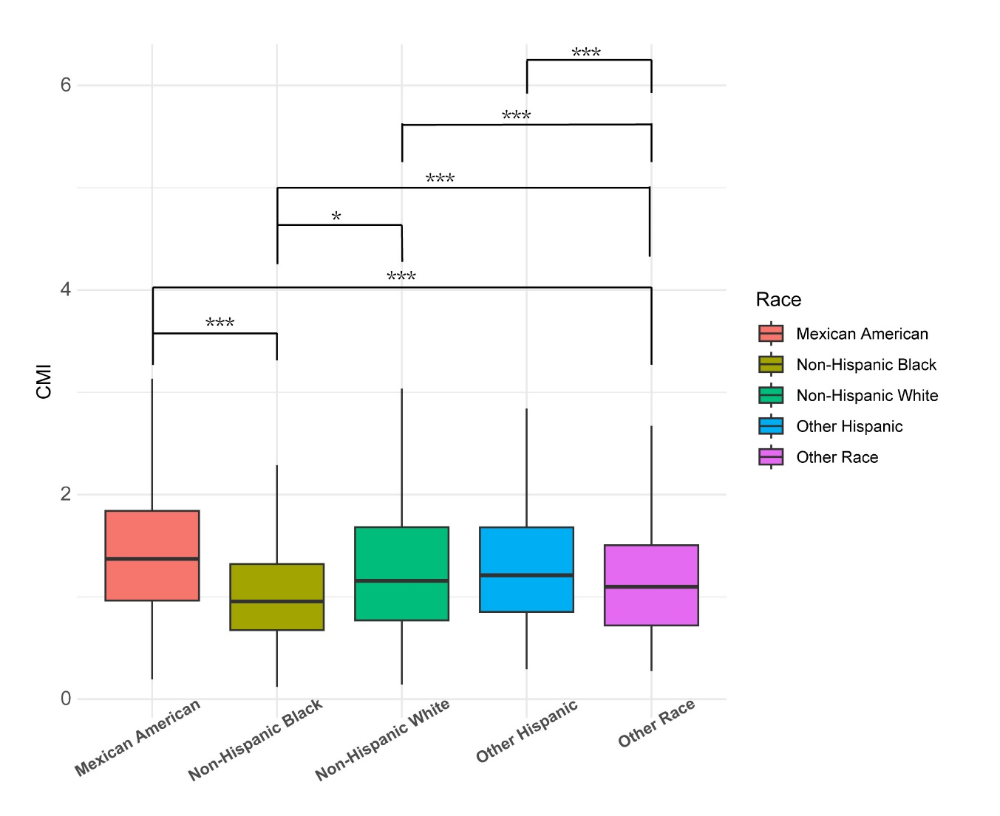 ***
6
***
***
*
***
4
***
CMI
2
0
Mexican American
Non-Hispanic Black
Non-Hispanic White
Other Hispanic
Other Race
Race
Mexican American
Non-Hispanic Black
Non-Hispanic White
Other Hispanic
Other Race